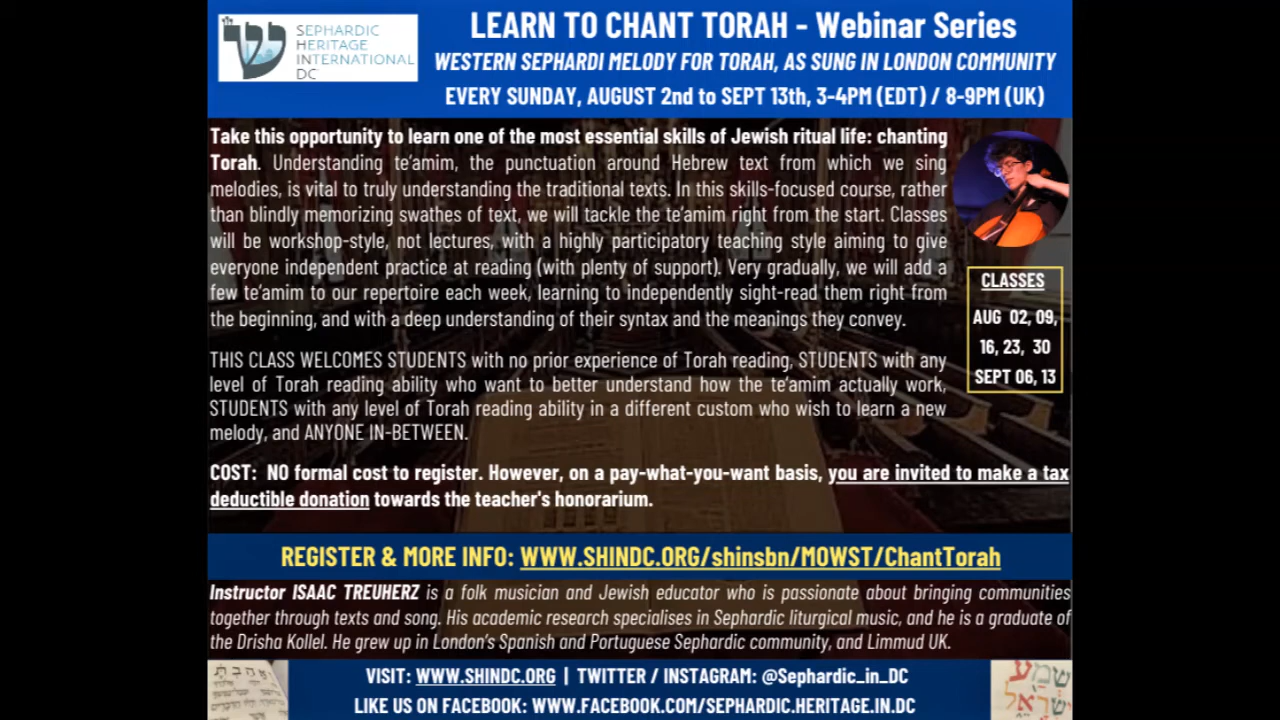 SEPHARDIC
HERITAGE
INTERNATIONAL
DC
LEARN TO CHANT TORAH - Webinar Series
WESTERN SEPHARDI MELODY FOR TORAH, AS SUNG IN LONDON COMMUNITY
EVERY SUNDAY, AUGUST 2nd to SEPT 13th, 3-4PM (EDT) / 8-9PM (UK)
Take this opportunity to learn one of the most essential skills of Jewish ritual life: chanting
Torah. Understanding te'amim, the punctuation around Hebrew text from which we sing
melodies, is vital to truly understanding the traditional texts. In this skills-focused course, rather
than blindly memorizing swathes of text, we will tackle the te'amim right from the start. Classes
will be workshop-style, not lectures, with a highly participatory teaching style aiming to give
everyone independent practice at reading (with plenty of support). Very gradually, we will add a
few te'amim to our repertoire each week, learning to independently sight-read them right from
the beginning, and with a deep understanding of their syntax and the meanings they convey.
CLASSES
AUG 02, 09,
16, 23, 30
SEPT 06, 13
THIS CLASS WELCOMES STUDENTS with no prior experience of Torah reading, STUDENTS with any
level of Torah reading ability who want to better understand how the te'amim actually work,
STUDENTS with any level of Torah reading ability in a different custom who wish to learn a new
melody, and ANYONE IN-BETWEEN.
COST: NO formal cost to register. However, on a pay-what-you-want basis, you are invited to make a tax
deductible donation towards the teacher's honorarium.
REGISTER & MORE INFO: WWW.SHINDC.ORG/shinsbn/MOWST/ChantTorah
Instructor ISAAC TREUHERZ is a folk musician and Jewish educator who is passionate about bringing communities
together through texts and song. His academic research specialises in Sephardic liturgical music, and he is a graduate of
the Drisha Kollel. He grew up in London's Spanish and Portuguese Sephardic community, and Limmud UK.
VISIT: WWW.SHINDC.ORG | TWITTER / INSTAGRAM: @Sephardic_in_DC
LIKE US ON FACEBOOK: WWW.FACEBOOK.COM/SEPHARDIC.HERITAGE.IN.DC